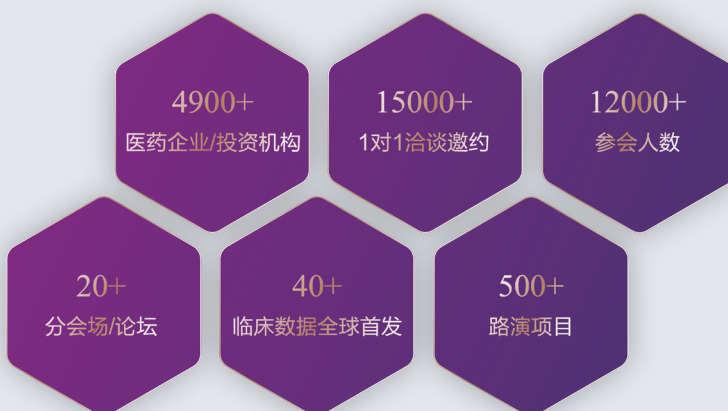 4900+
医药企业/投资机构
15000+
1对1洽谈邀约
12000+
参会人数
20+
分会场/论坛
40+
临床数据全球首发
500+
路演项目